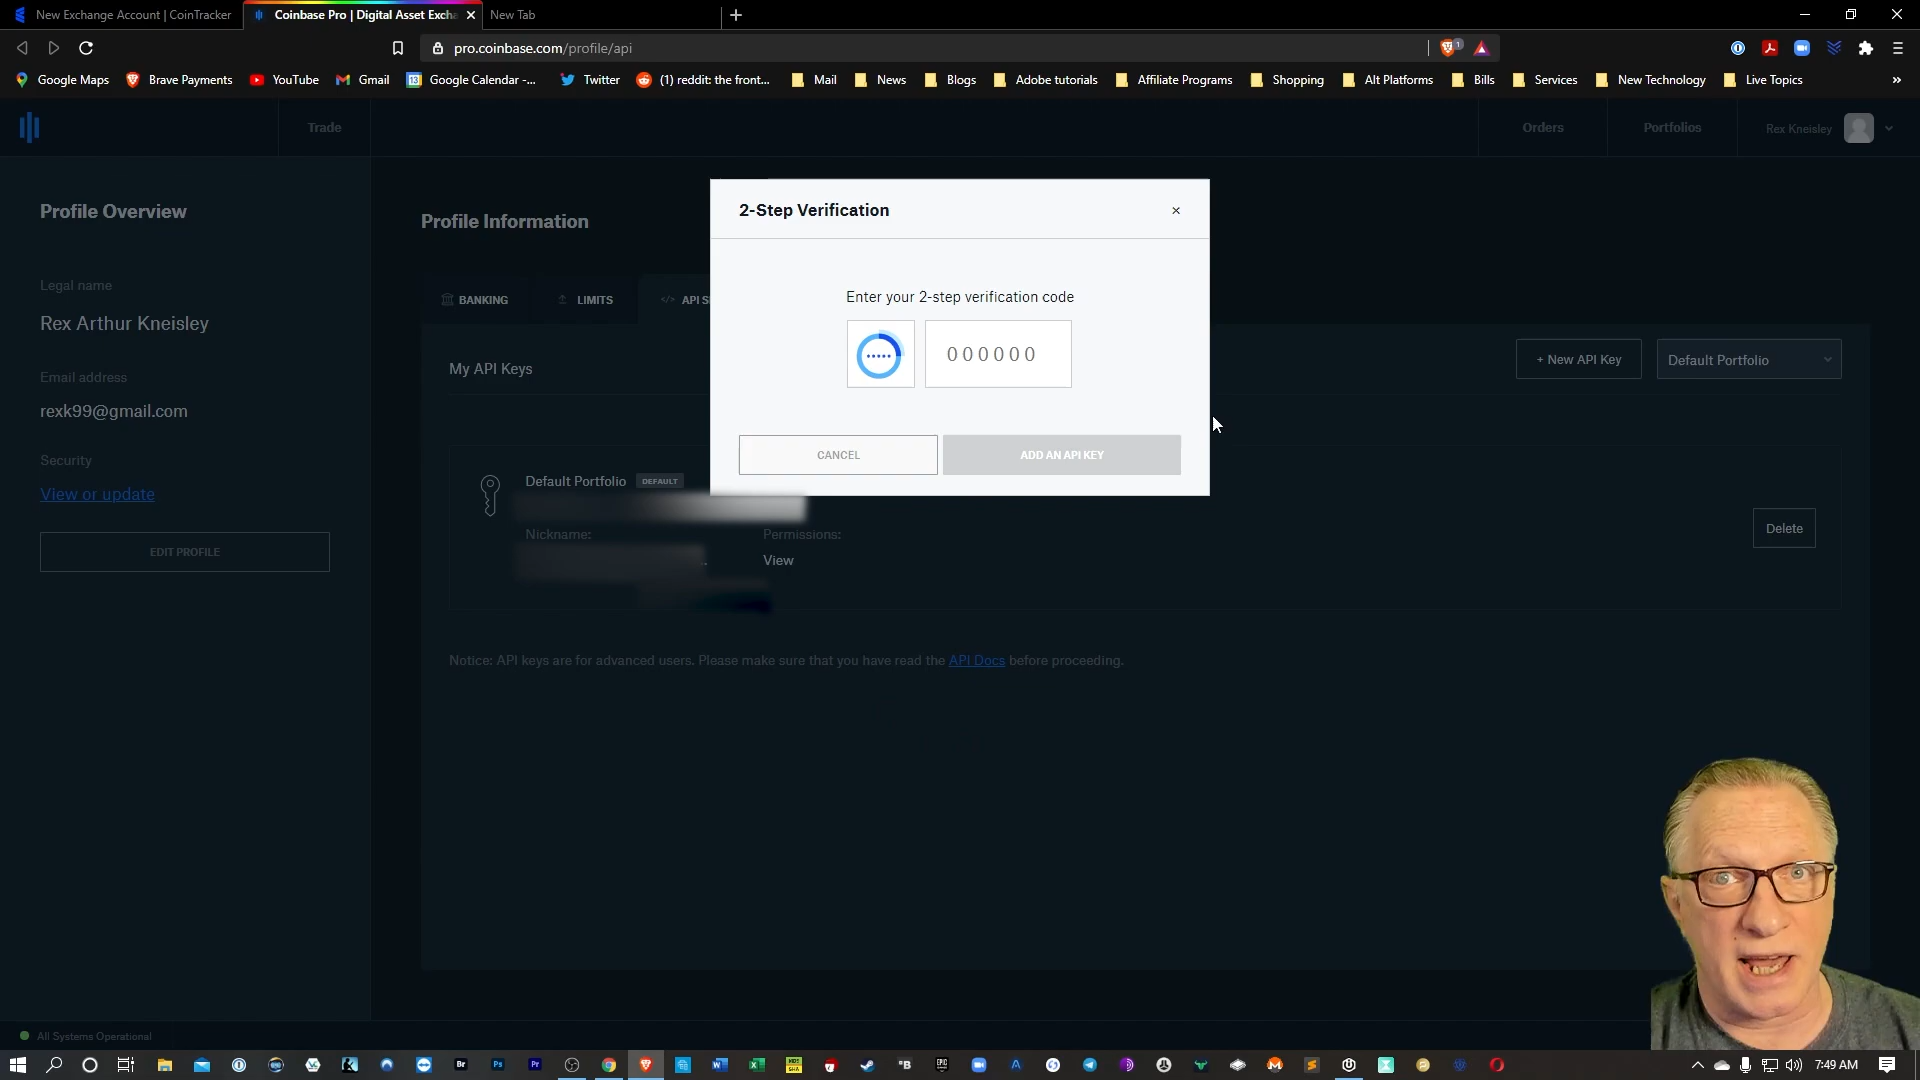 New Exchange Account | CoinTracker
Coinbase Pro | Digital Asset Excha
New Tab
pro.coinbase.com/profile/api
1
Google Maps
Brave Payments
YouTube
Gmail
13
Google Calendar -...
Twitter
(1) reddit: the front...
Mail
News
Blogs
Adobe tutorials
Affiliate Programs
Shopping
Alt Platforms
Bills
Services
New Technology
Live Topics
»
Trade
Orders
Portfolios
Rex Kneisley
Profile Overview
Legal name
Rex Arthur Kneisley
Email address
rexk99@gmail.com
Security
View or update
EDIT PROFILE
Profile Information
BANKING
LIMITS
</> API S
My API Keys
+ New API Key
Default Portfolio
2-Step Verification
×
Enter your 2-step verification code
000000
CANCEL
ADD AN API KEY
Default Portfolio
DEFAULT
Nickname:
Permissions:
View
Delete
Notice: API keys are for advanced users. Please make sure that you have read the API Docs before proceeding.
All Systems Operational
Br
Ps
Pr
7:49 AM